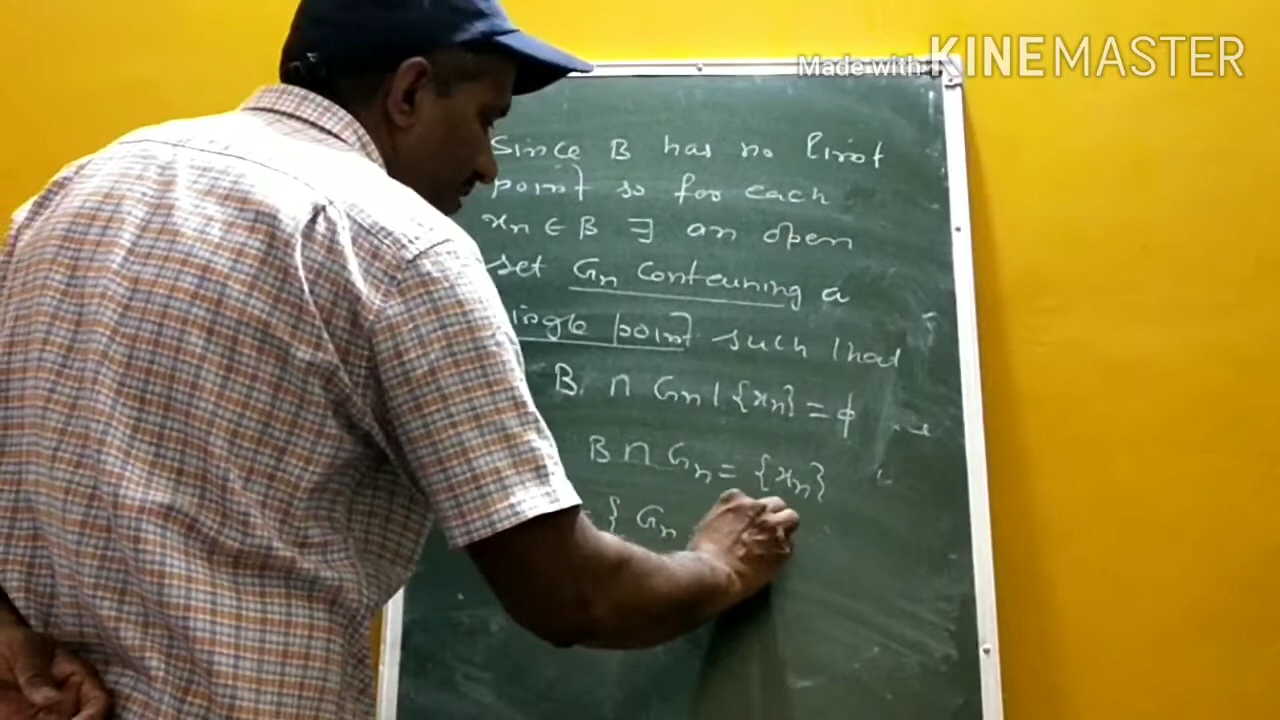 Made with KINEMASTER
Since B has no limit
point so for each
xn ∈ B ∃ an open
set Gn containing a
ingle point such that
B ∩ Gn \ {xn} = φ
B ∩ Gn = {xn}
= { Gn